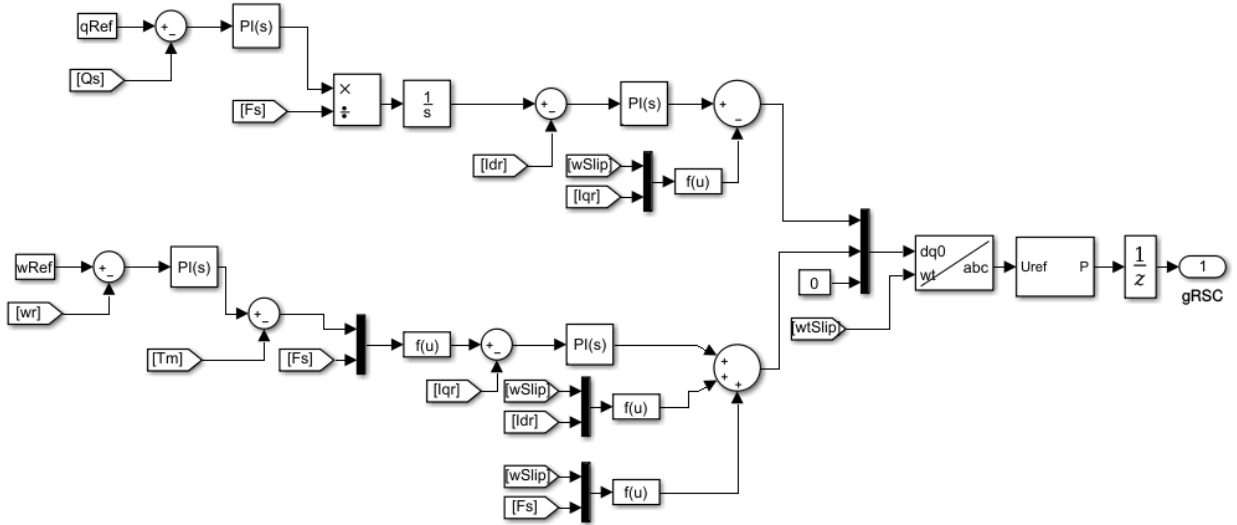 qRef
+
−
PI(s)
[Qs]
[Fs]
×
÷
1
s
+
−
PI(s)
+
−
[Idr]
[wSlip]
[Iqr]
f(u)
wRef
+
−
PI(s)
[wr]
+
−
[Tm]
[Fs]
f(u)
+
−
PI(s)
[Iqr]
[wSlip]
[Idr]
f(u)
+
+
+
[wSlip]
[Fs]
f(u)
0
dq0
wt
abc
[wtSlip]
Uref P
1
z
1
gRSC